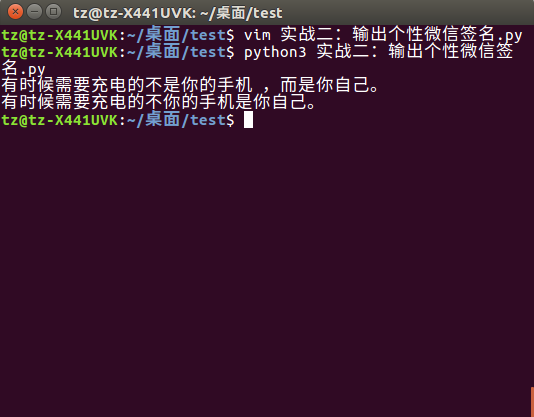 tz@tz-X441UVK: ~/桌面/test
tz@tz-X441UVK:~/桌面/test$ vim 实战二：输出个性微信签名.py
tz@tz-X441UVK:~/桌面/test$ python3 实战二：输出个性微信签
名.py
有时候需要充电的不是你的手机 ，而是你自己。
有时候需要充电的不你的手机是你自己。
tz@tz-X441UVK:~/桌面/test$